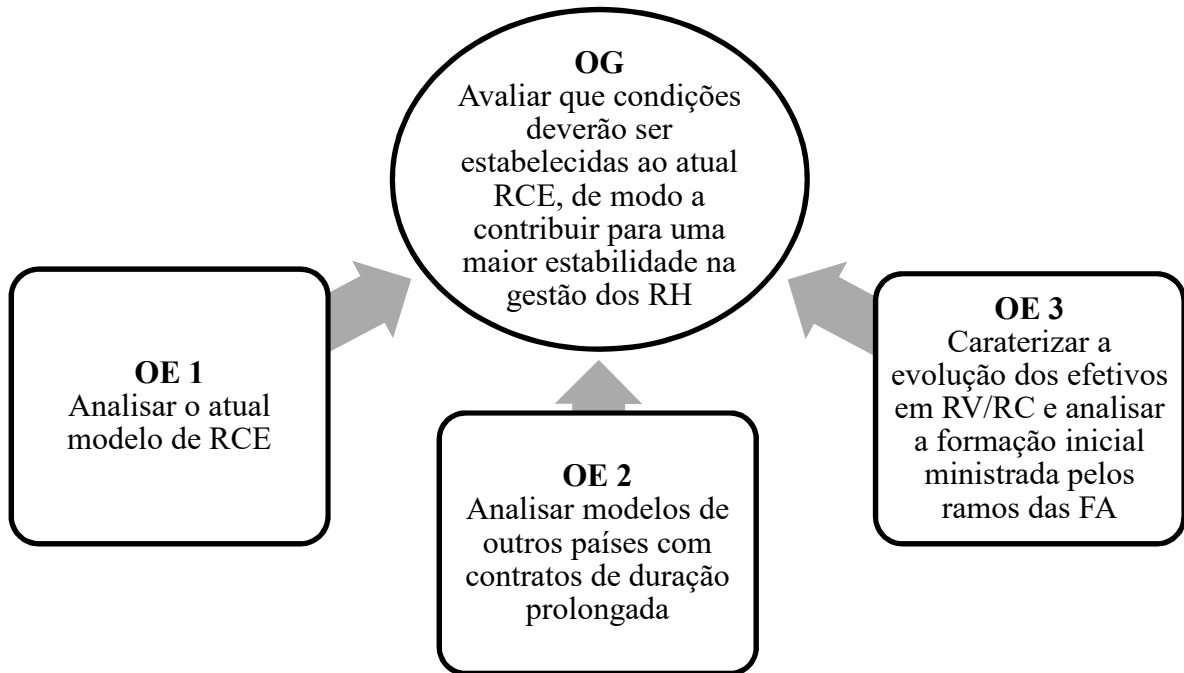 OG
Avaliar que condições
deverão ser
estabelecidas ao atual
RCE, de modo a
contribuir para uma
maior estabilidade na
gestão dos RH
OE 1
Analisar o atual
modelo de RCE
OE 2
Analisar modelos de
outros países com
contratos de duração
prolongada
OE 3
Caraterizar a
evolução dos efetivos
em RV/RC e analisar
a formação inicial
ministrada pelos
ramos das FA